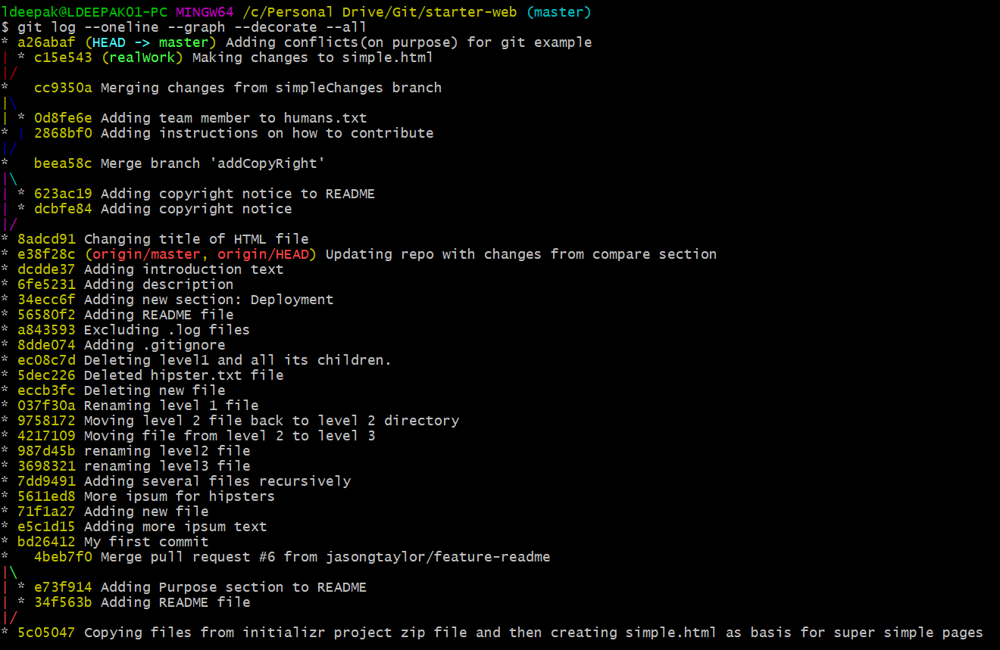 ldeepak@LDEEPAK01-PC MINGW64 /c/Personal Drive/Git/starter-web (master)
$ git log --oneline --graph --decorate --all
* a26abaf (HEAD -> master) Adding conflicts(on purpose) for git example
| * c15e543 (realWork) Making changes to simple.html
|/
*   cc9350a Merging changes from simpleChanges branch
|\
| * 0d8fe6e Adding team member to humans.txt
* | 2868bf0 Adding instructions on how to contribute
|/
*   beea58c Merge branch 'addCopyRight'
|\
| * 623ac19 Adding copyright notice to README
| * dcbfe84 Adding copyright notice
|/
* 8adcd91 Changing title of HTML file
* e38f28c (origin/master, origin/HEAD) Updating repo with changes from compare section
* dcdde37 Adding introduction text
* 6fe5231 Adding description
* 34ecc6f Adding new section: Deployment
* 56580f2 Adding README file
* a843593 Excluding .log files
* 8dde074 Adding .gitignore
* ec08c7d Deleting level1 and all its children.
* 5dec226 Deleted hipster.txt file
* eccb3fc Deleting new file
* 037f30a Renaming level 1 file
* 9758172 Moving level 2 file back to level 2 directory
* 4217109 Moving file from level 2 to level 3
* 987d45b renaming level2 file
* 3698321 renaming level3 file
* 7dd9491 Adding several files recursively
* 5611ed8 More ipsum for hipsters
* 71f1a27 Adding new file
* e5c1d15 Adding more ipsum text
* bd26412 My first commit
*   4beb7f0 Merge pull request #6 from jasongtaylor/feature-readme
|\
| * e73f914 Adding Purpose section to README
| * 34f563b Adding README file
|/
* 5c05047 Copying files from initializr project zip file and then creating simple.html as basis for super simple pages